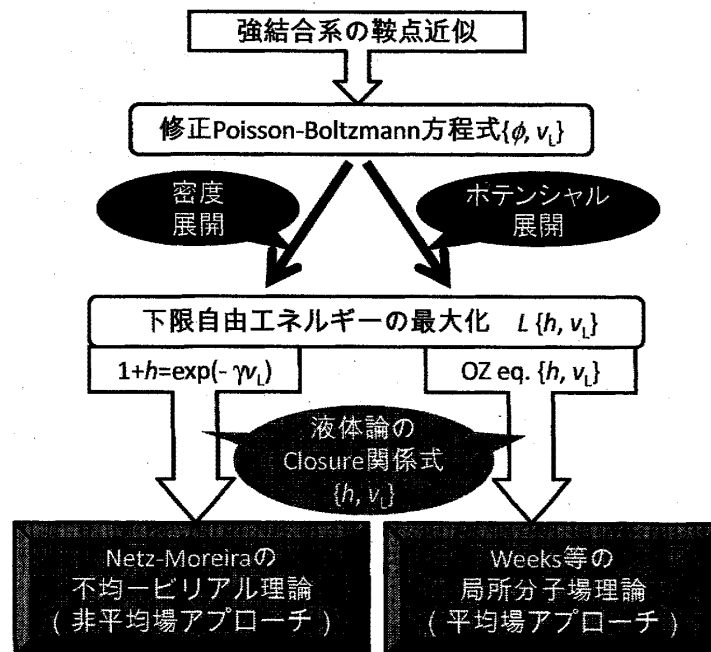 強結合系の鞍点近似
修正Poisson-Boltzmann方程式{ϕ, v_L}
密度
展開
ポテンシャル
展開
下限自由エネルギーの最大化 L {h, v_L}
1+h=exp(- γv_L)
OZ eq. {h, v_L}
液体論の
Closure関係式
{h, v_L}
Netz-Moreiraの
不均一ビリアル理論
( 非平均場アプローチ )
Weeks等の
局所分子場理論
( 平均場アプローチ )